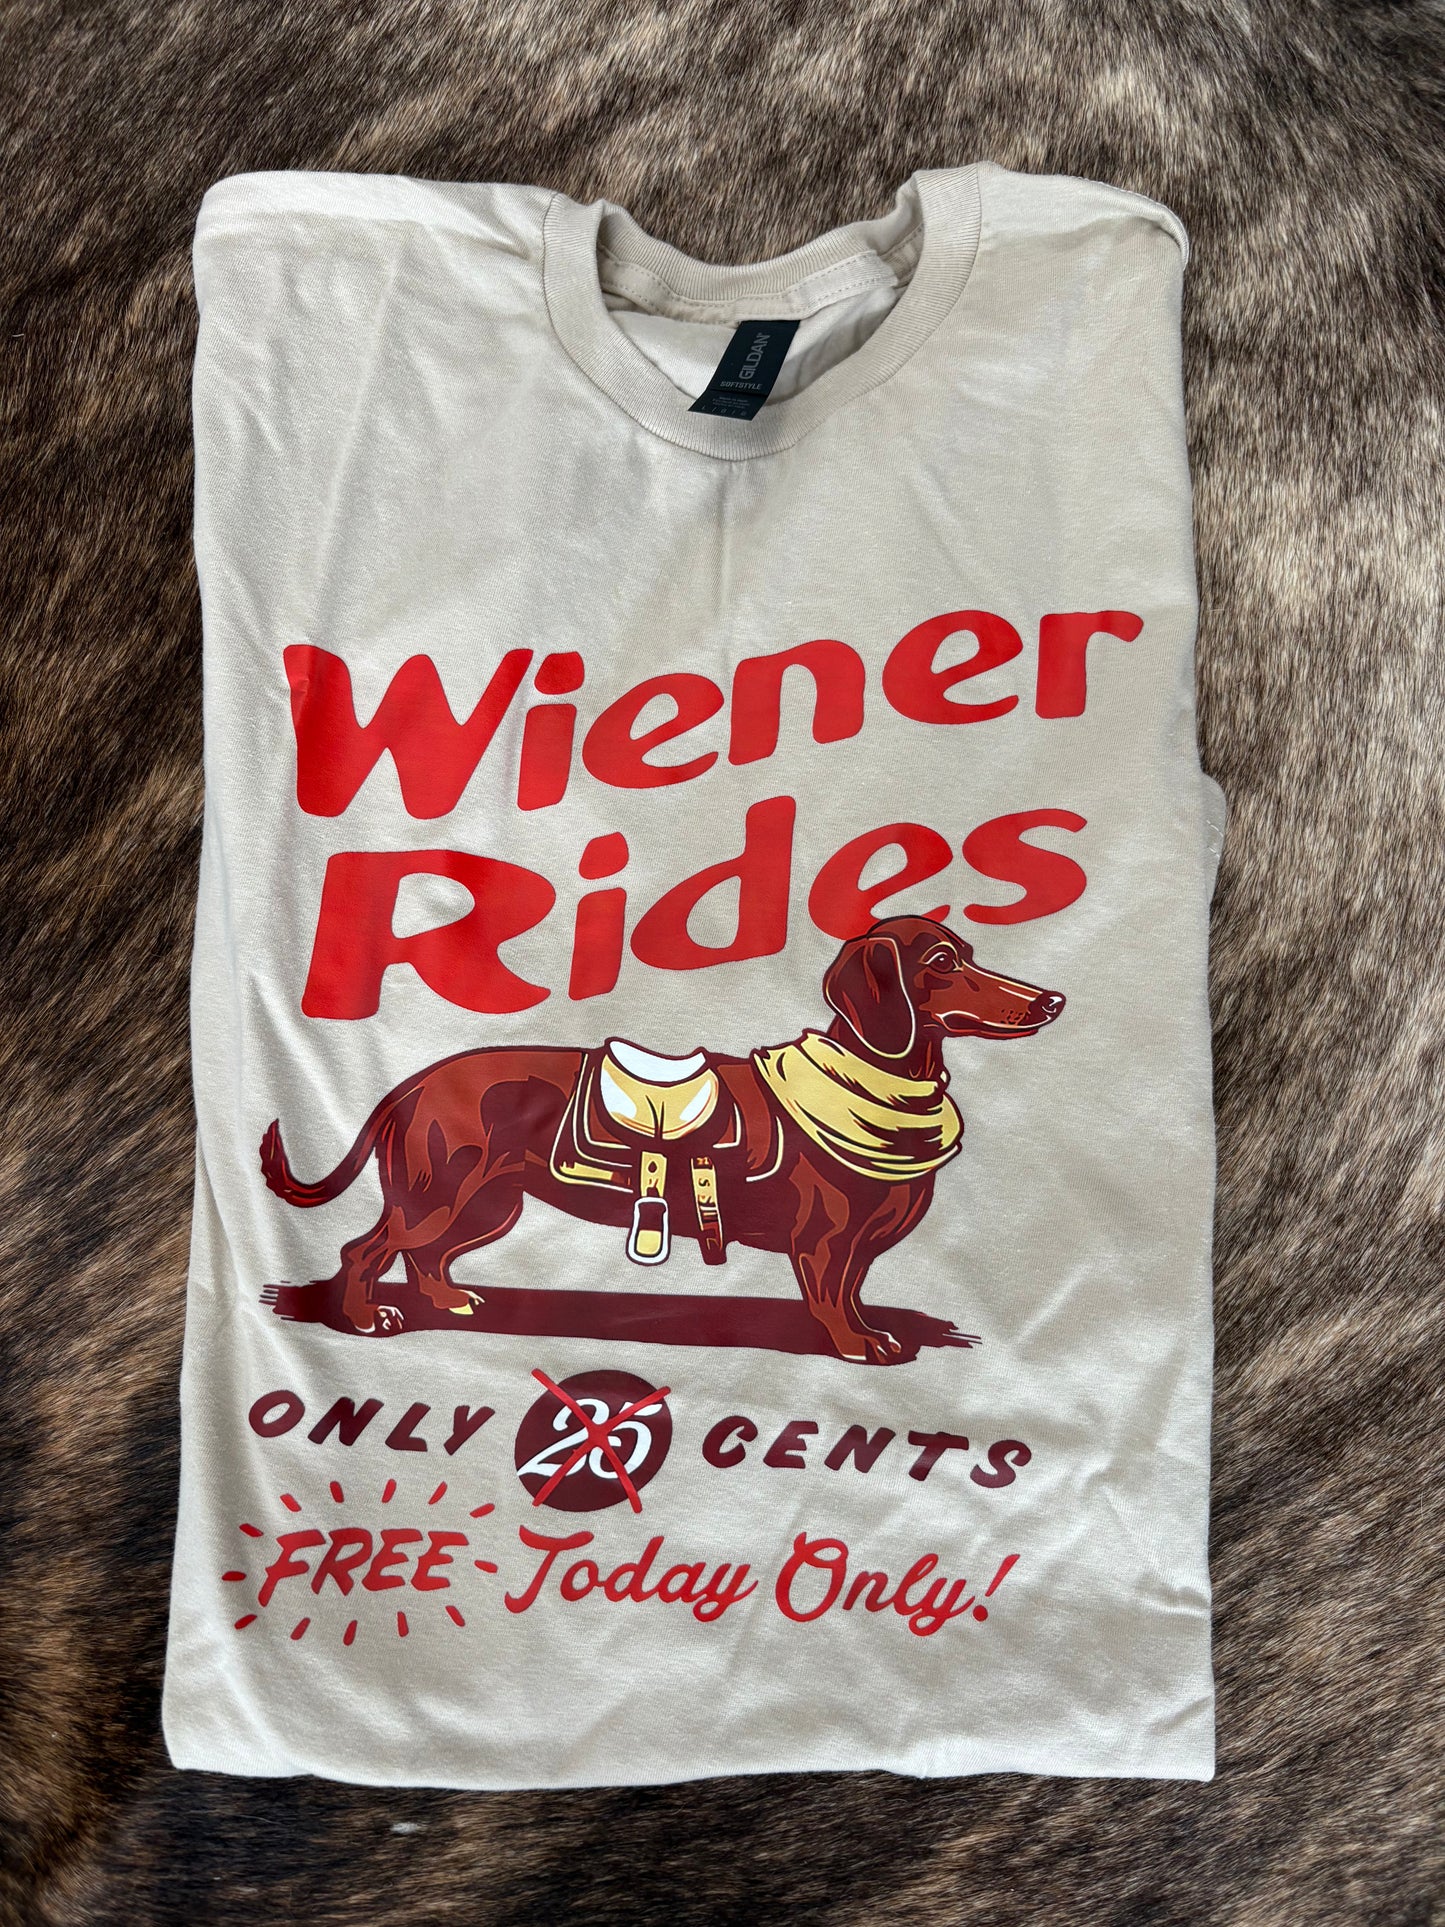 GILDAN
SOFTSTYLE
Wiener
Rides
ONLY 25 CENTS
FREE Today Only!